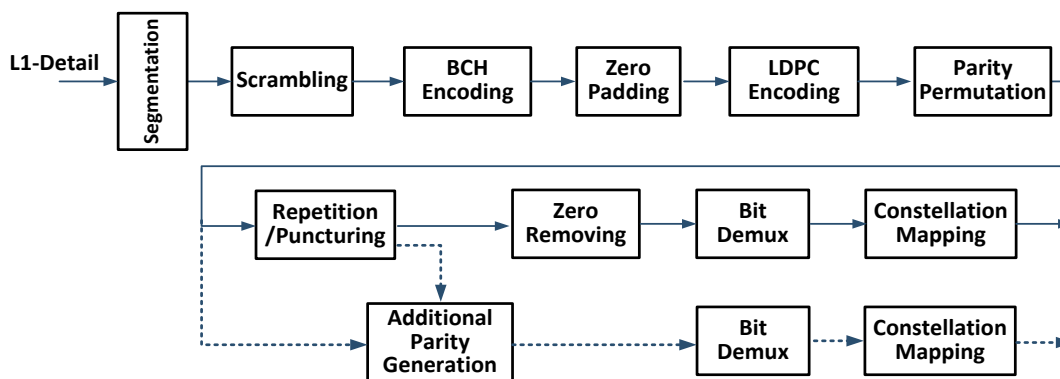 L1-Detail
Segmentation
Scrambling
BCH
Encoding
Zero
Padding
LDPC
Encoding
Parity
Permutation
Repetition
/Puncturing
Zero
Removing
Bit
Demux
Constellation
Mapping
Additional
Parity
Generation
Bit
Demux
Constellation
Mapping